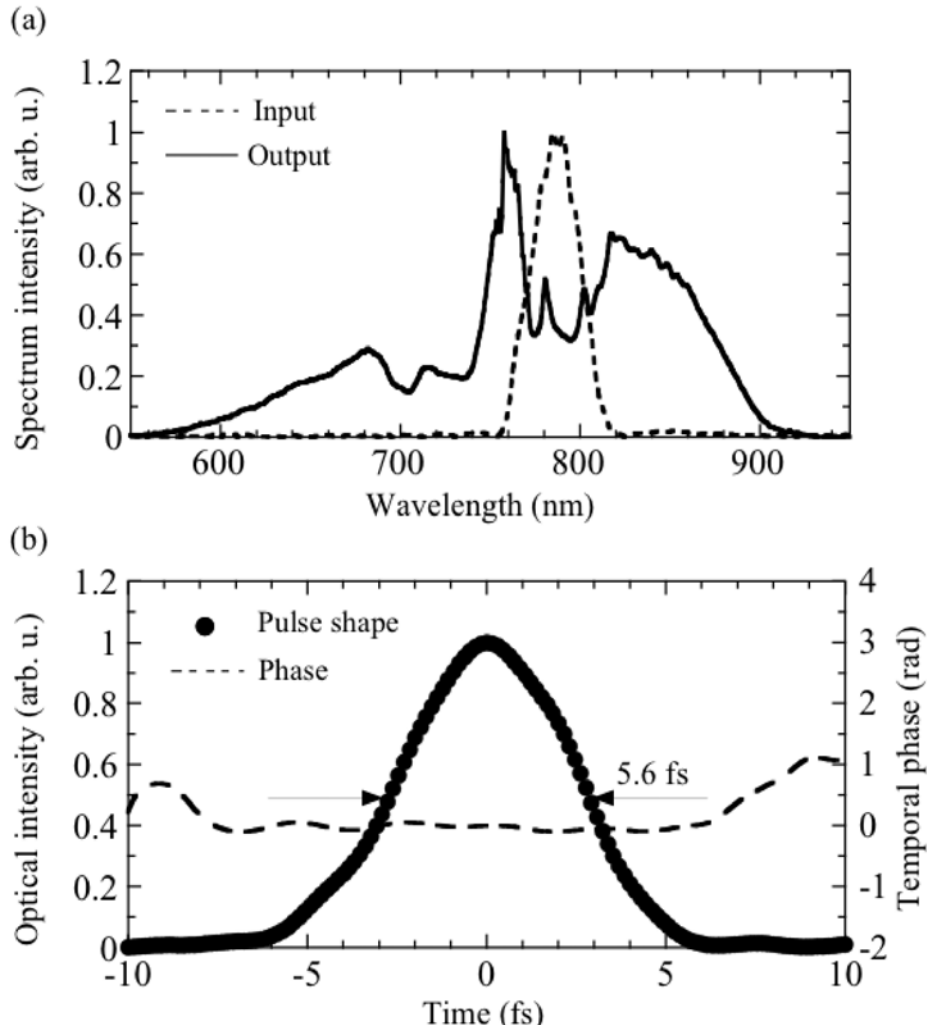 (a)
1.2
1
0.8
0.6
0.4
0.2
0
Spectrum intensity (arb. u.)
Input
Output
600 700 800 900
Wavelength (nm)
(b)
1.2
1
0.8
0.6
0.4
0.2
0
Optical intensity (arb. u.)
Pulse shape
Phase
5.6 fs
4
3
2
1
0
-1
-2
Temporal phase (rad)
-10 -5 0 5 10
Time (fs)